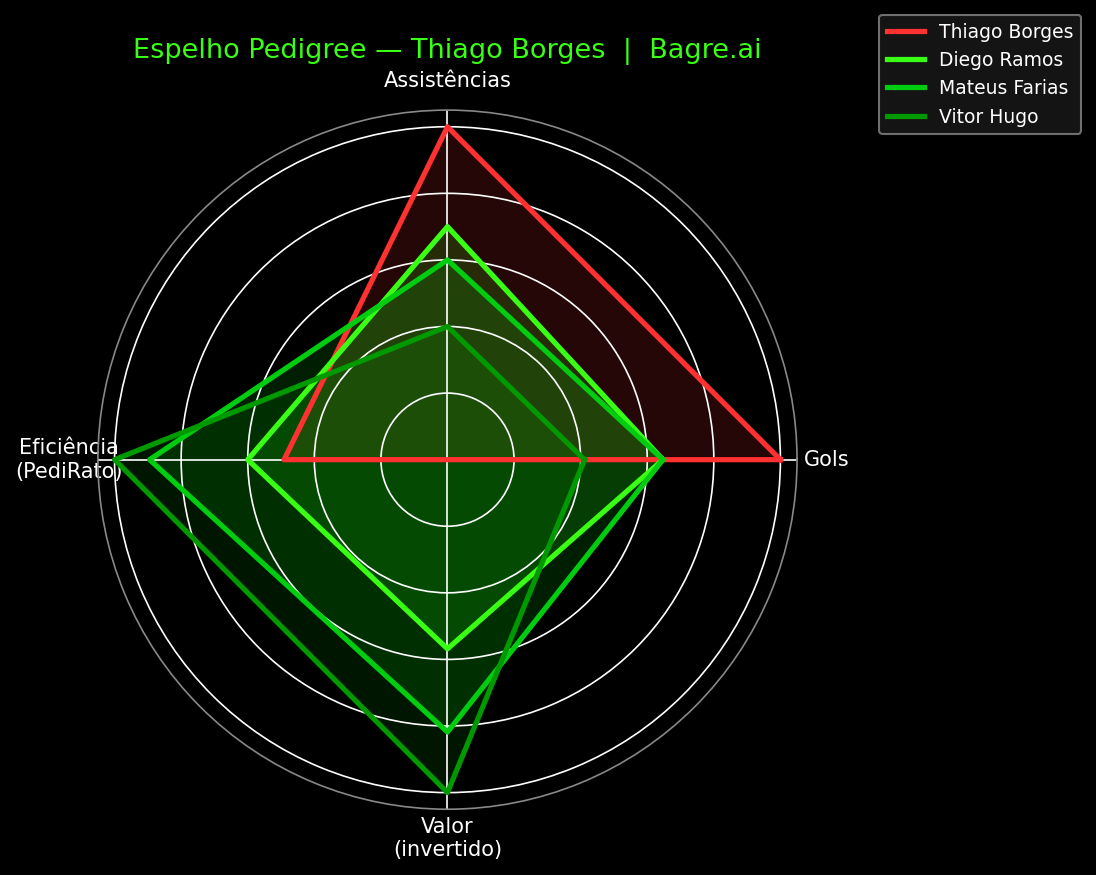 Espelho Pedigree — Thiago Borges | Bagre.ai
Thiago Borges
Diego Ramos
Mateus Farias
Vitor Hugo
Assistências
Eficiência
(PediRato)
Gols
Valor
(invertido)